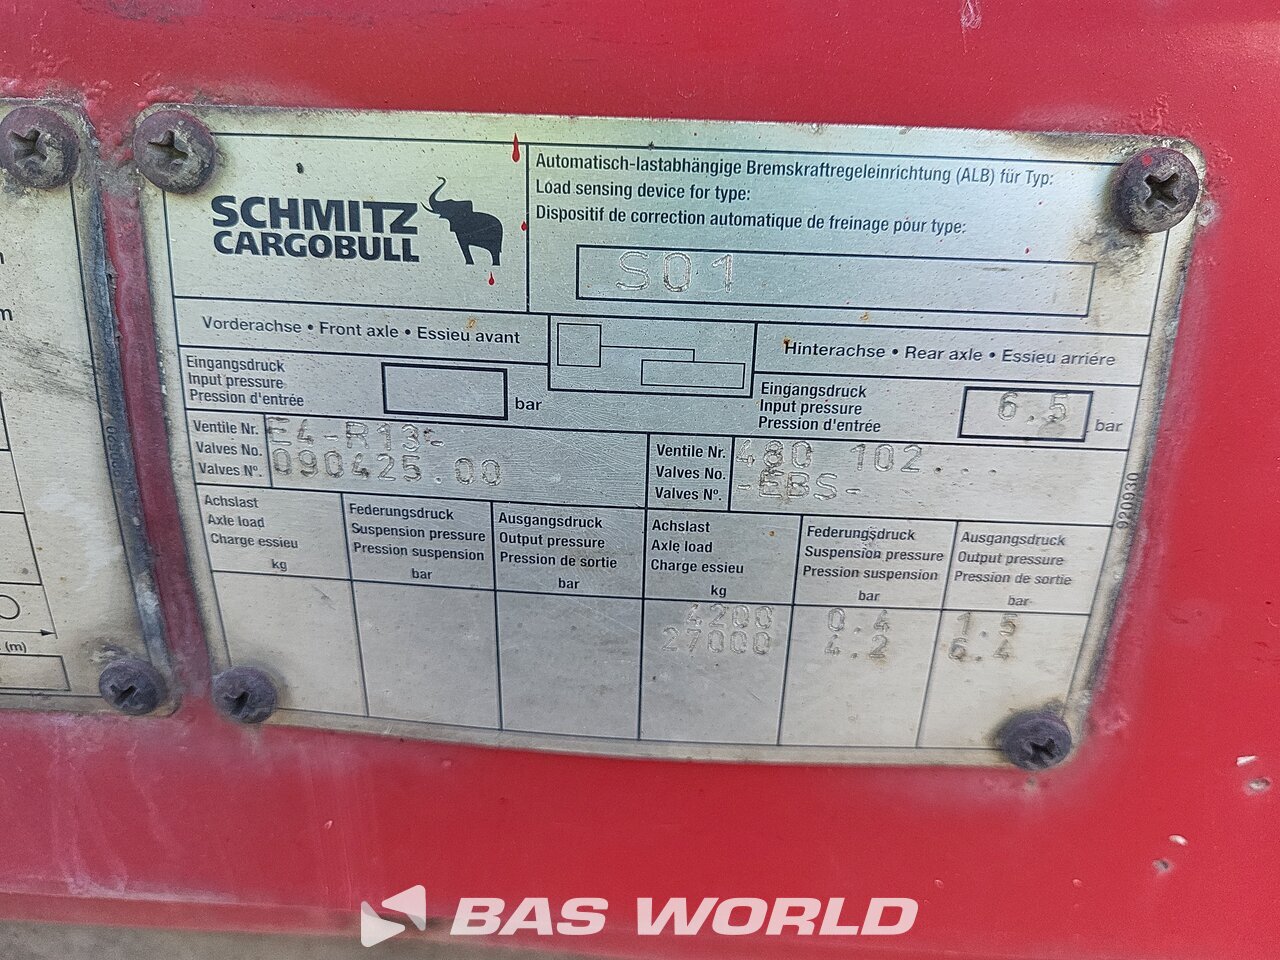 SCHMITZ
CARGOBULL
Automatisch-lastabhängige Bremskraftregeleinrichtung (ALB) für Typ:
Load sensing device for type:
Dispositif de correction automatique de freinage pour type:
S01
Vorderachse • Front axle • Essieu avant
Hinterachse • Rear axle • Essieu arriére
Eingangsdruck
Input pressure
Pression d'entrée
bar
Eingangsdruck
Input pressure
Pression d'entrée
6.5
bar
Ventile Nr.
Valves No.
Valves N°.
E4-R13-
090425.00
Ventile Nr.
Valves No.
Valves N°.
480 102...
-EBS-
920930
Achslast
Axle load
Charge essieu
kg
Federungsdruck
Suspension pressure
Pression suspension
bar
Ausgangsdruck
Output pressure
Pression de sortie
bar
Achslast
Axle load
Charge essieu
kg
Federungsdruck
Suspension pressure
Pression suspension
bar
Ausgangsdruck
Output pressure
Pression de sortie
bar
4200 0.4 1.5
27000 4.2 6.4
m
(m)
BAS WORLD